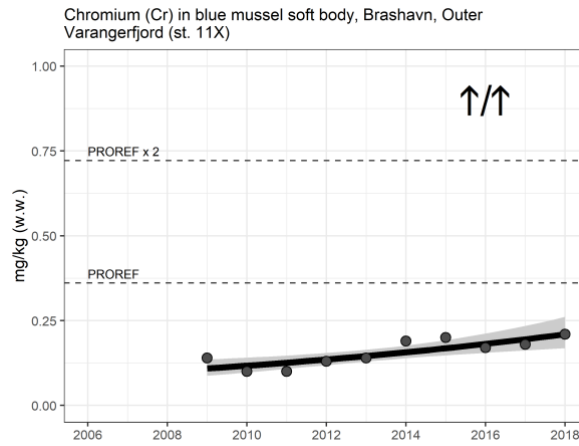 Chromium (Cr) in blue mussel soft body, Brashavn, Outer
Varangerfjord (st. 11X)
mg/kg (w.w.)
1.00
↑/↑
0.75
PROREF x 2
0.50
PROREF
0.25
0.00
2006 2008 2010 2012 2014 2016 2018